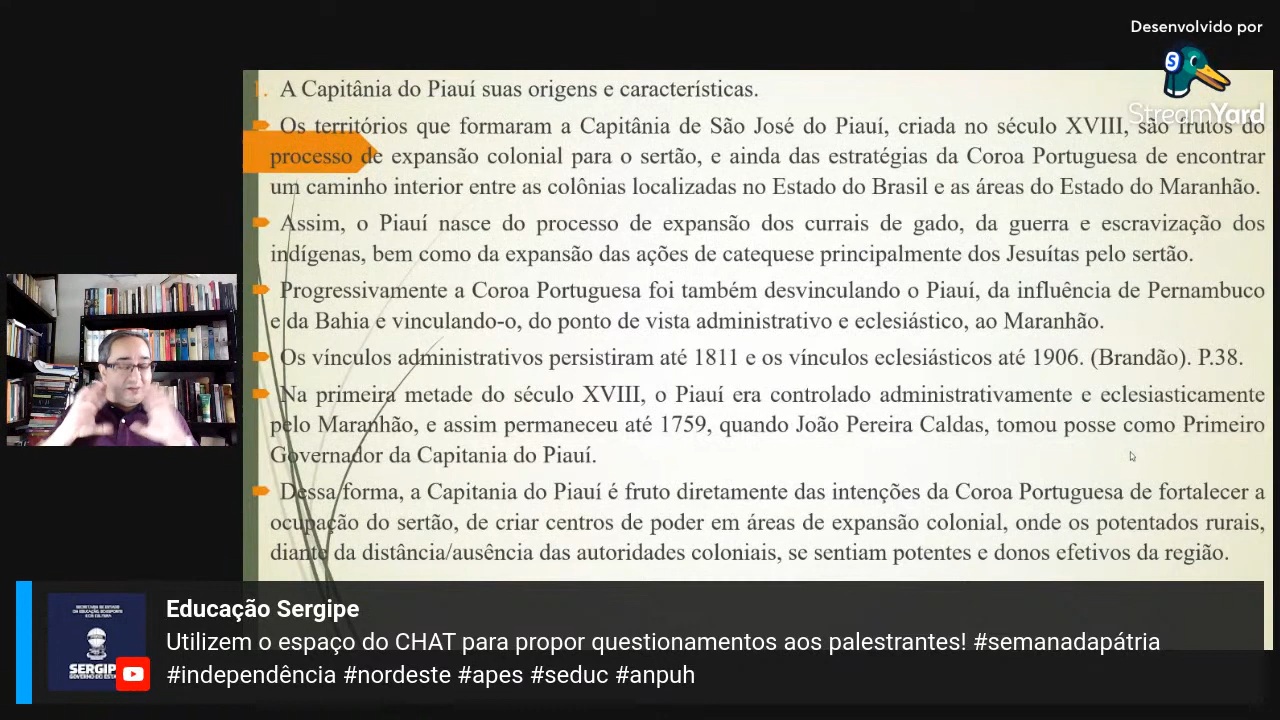 Desenvolvido por
StreamYard
1. A Capitânia do Piauí suas origens e características.
Os territórios que formaram a Capitânia de São José do Piauí, criada no século XVIII, são frutos do
processo de expansão colonial para o sertão, e ainda das estratégias da Coroa Portuguesa de encontrar
um caminho interior entre as colônias localizadas no Estado do Brasil e as áreas do Estado do Maranhão.
Assim, o Piauí nasce do processo de expansão dos currais de gado, da guerra e escravização dos
indígenas, bem como da expansão das ações de catequese principalmente dos Jesuítas pelo sertão.
Progressivamente a Coroa Portuguesa foi também desvinculando o Piauí, da influência de Pernambuco
e da Bahia e vinculando-o, do ponto de vista administrativo e eclesiástico, ao Maranhão.
Os vínculos administrativos persistiram até 1811 e os vínculos eclesiásticos até 1906. (Brandão). P.38.
Na primeira metade do século XVIII, o Piauí era controlado administrativamente e eclesiasticamente
pelo Maranhão, e assim permaneceu até 1759, quando João Pereira Caldas, tomou posse como Primeiro
Governador da Capitania do Piauí.
Dessa forma, a Capitania do Piauí é fruto diretamente das intenções da Coroa Portuguesa de fortalecer a
ocupação do sertão, de criar centros de poder em áreas de expansão colonial, onde os potentados rurais,
diante da distância/ausência das autoridades coloniais, se sentiam potentes e donos efetivos da região.
Educação Sergipe
Utilizem o espaço do CHAT para propor questionamentos aos palestrantes! #semanadapátria
#independência #nordeste #apes #seduc #anpuh